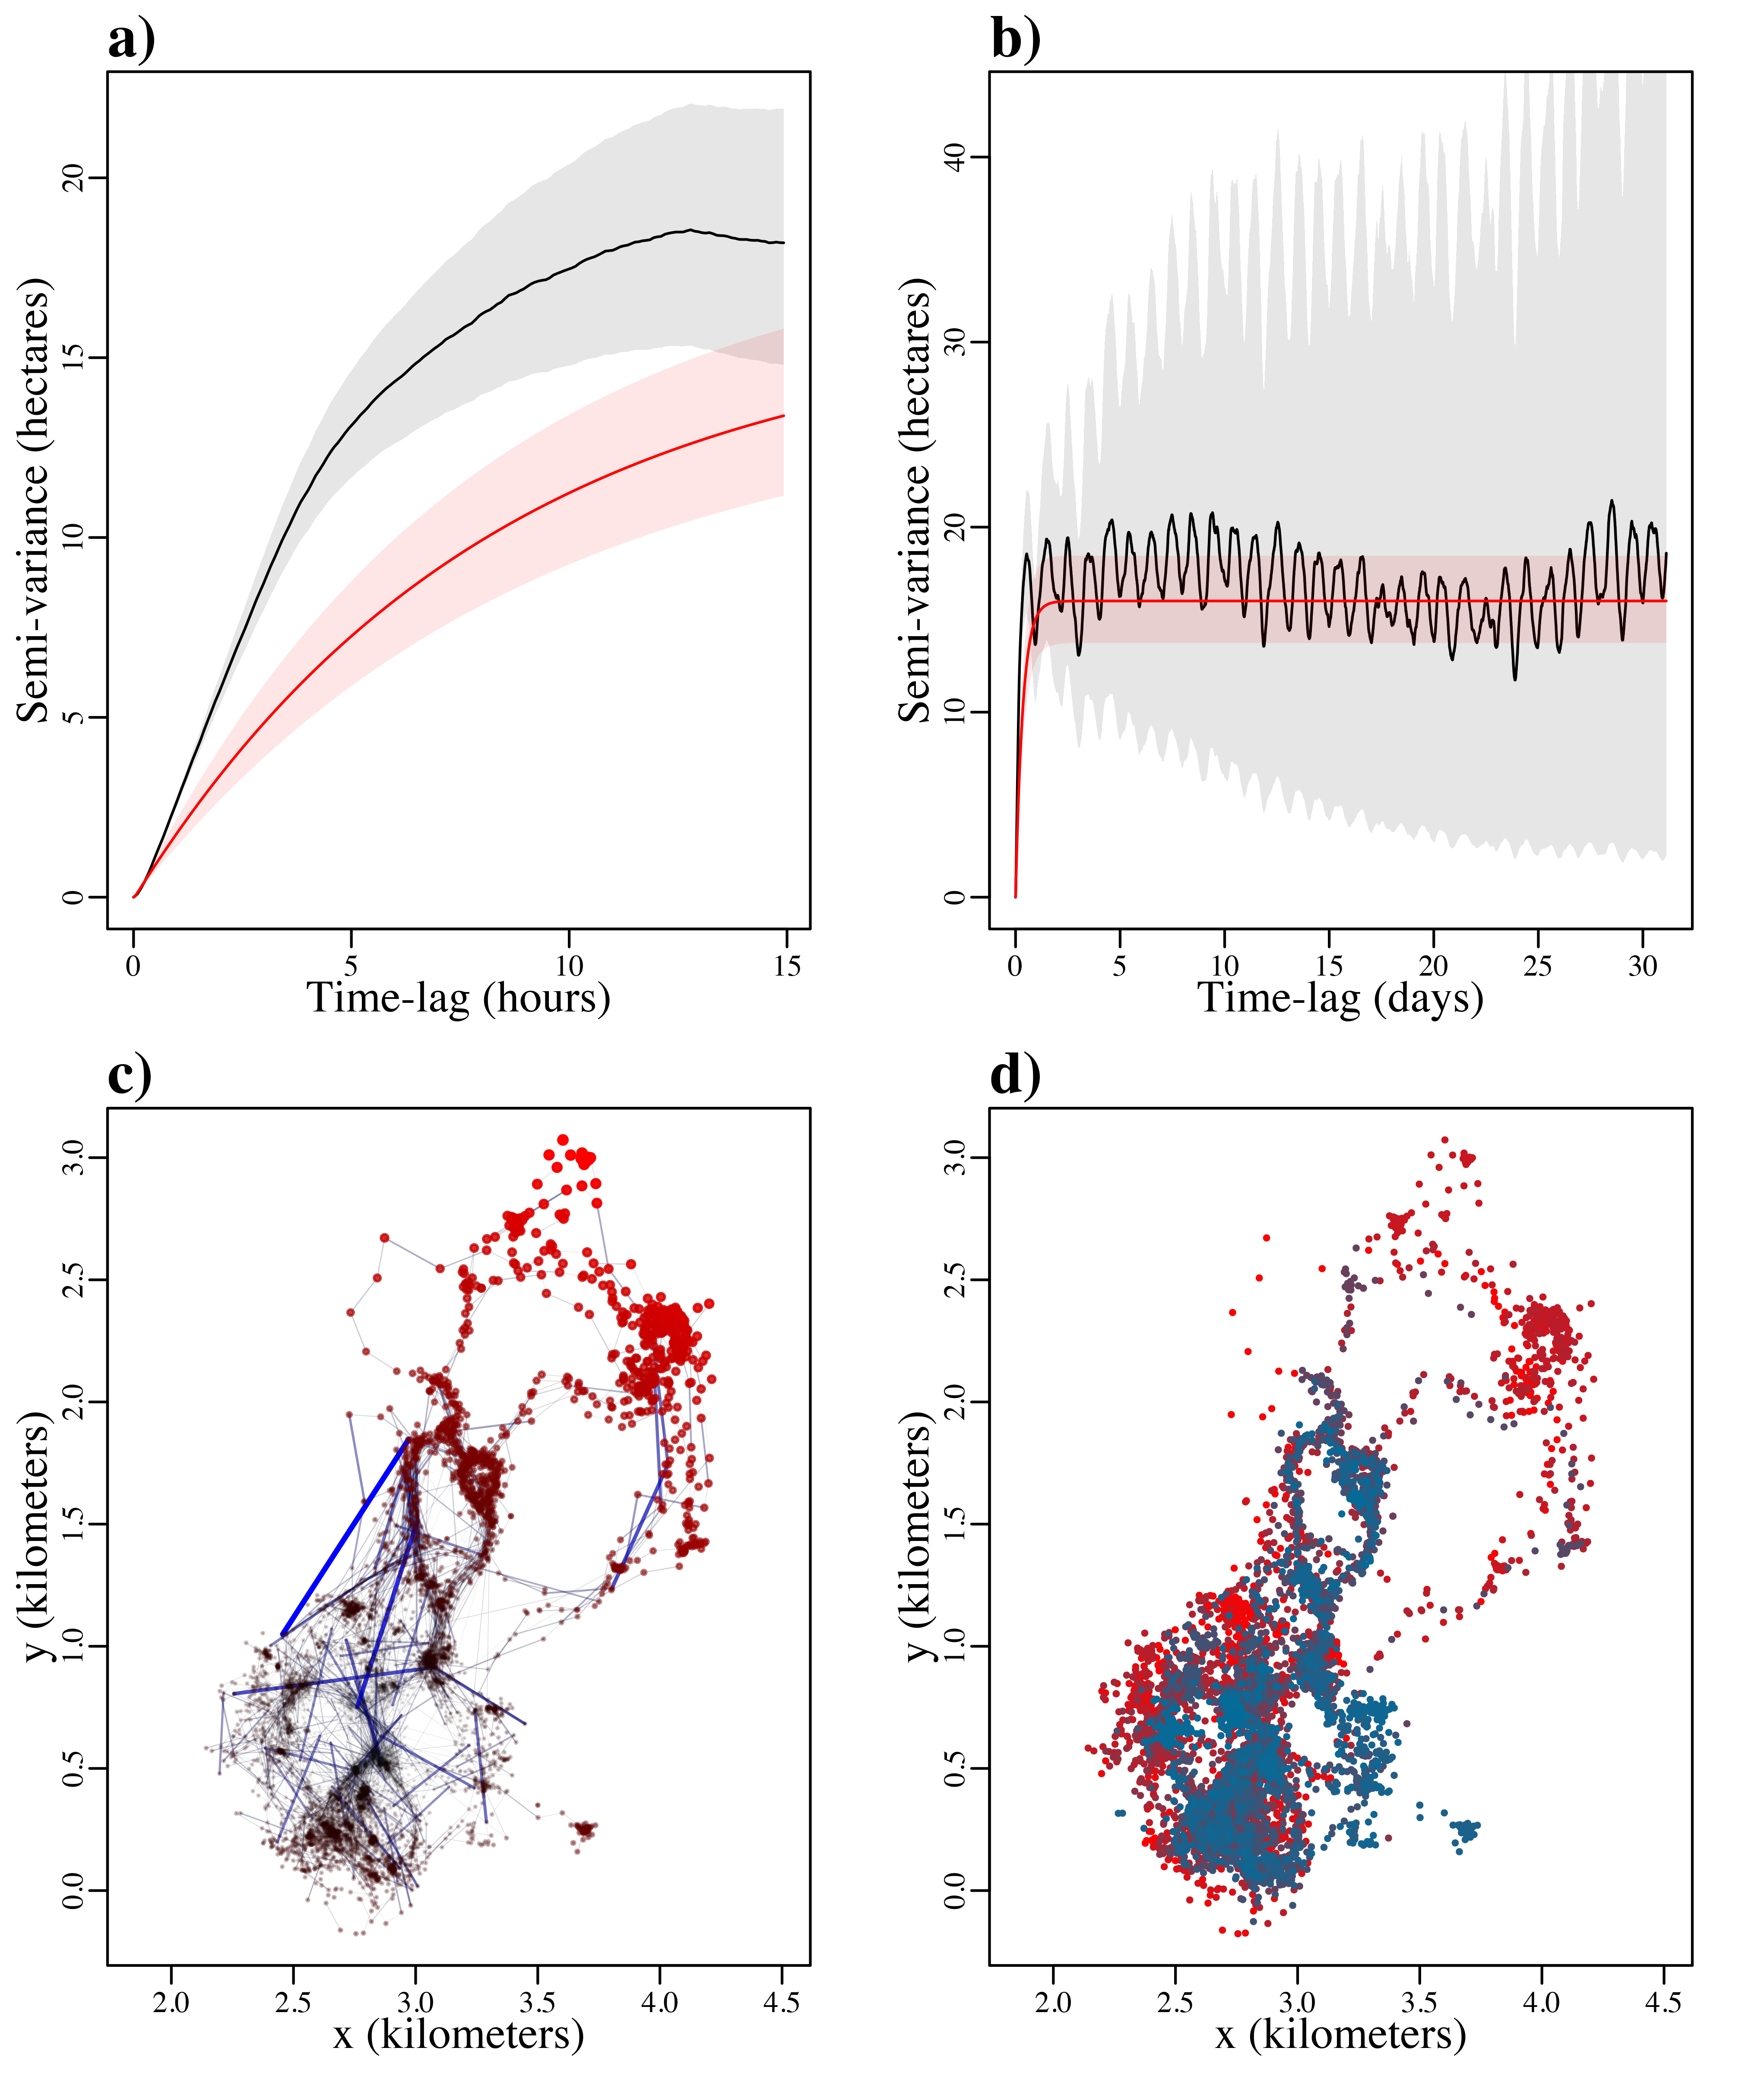 a)
Semi-variance (hectares)
20
15
10
5
0
0 5 10 15
Time-lag (hours)
b)
Semi-variance (hectares)
40
30
20
10
0
0 5 10 15 20 25 30
Time-lag (days)
c)
y (kilometers)
3.0
2.5
2.0
1.5
1.0
0.5
0.0
2.0 2.5 3.0 3.5 4.0 4.5
x (kilometers)
d)
y (kilometers)
3.0
2.5
2.0
1.5
1.0
0.5
0.0
2.0 2.5 3.0 3.5 4.0 4.5
x (kilometers)